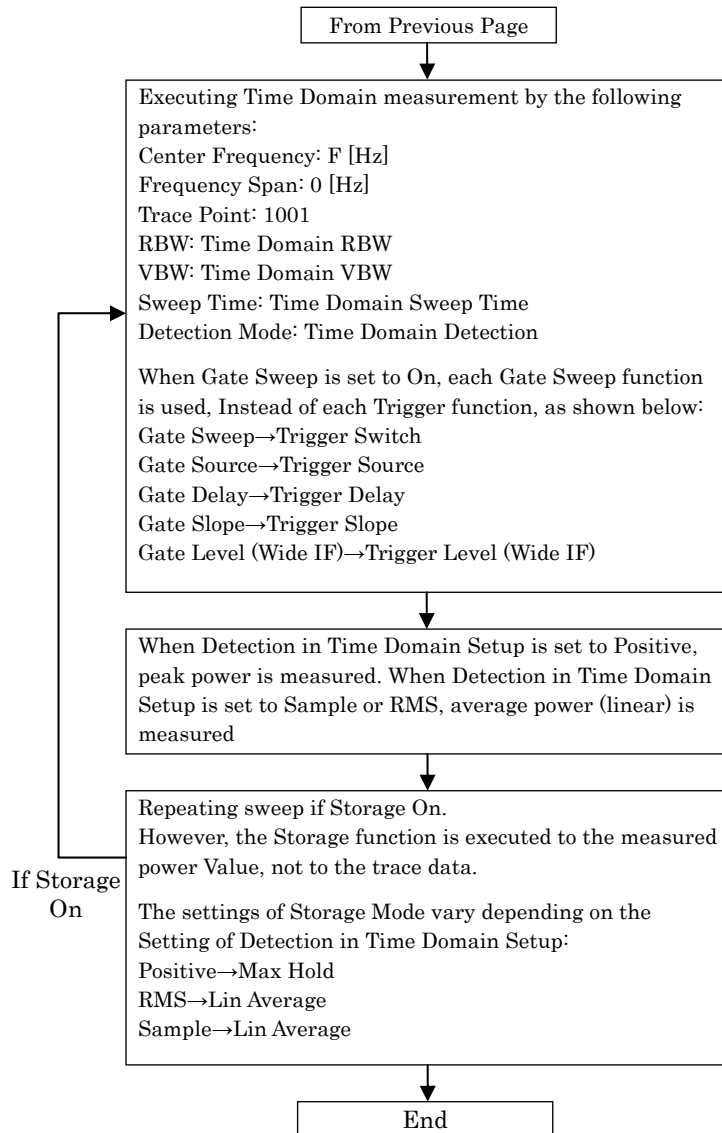 From Previous Page
Executing Time Domain measurement by the following
parameters:
Center Frequency: F [Hz]
Frequency Span: 0 [Hz]
Trace Point: 1001
RBW: Time Domain RBW
VBW: Time Domain VBW
Sweep Time: Time Domain Sweep Time
Detection Mode: Time Domain Detection
When Gate Sweep is set to On, each Gate Sweep function
is used, Instead of each Trigger function, as shown below:
Gate Sweep→Trigger Switch
Gate Source→Trigger Source
Gate Delay→Trigger Delay
Gate Slope→Trigger Slope
Gate Level (Wide IF)→Trigger Level (Wide IF)
When Detection in Time Domain Setup is set to Positive,
peak power is measured. When Detection in Time Domain
Setup is set to Sample or RMS, average power (linear) is
measured
Repeating sweep if Storage On.
However, the Storage function is executed to the measured
power Value, not to the trace data.
The settings of Storage Mode vary depending on the
Setting of Detection in Time Domain Setup:
Positive→Max Hold
RMS→Lin Average
Sample→Lin Average
If Storage
On
End